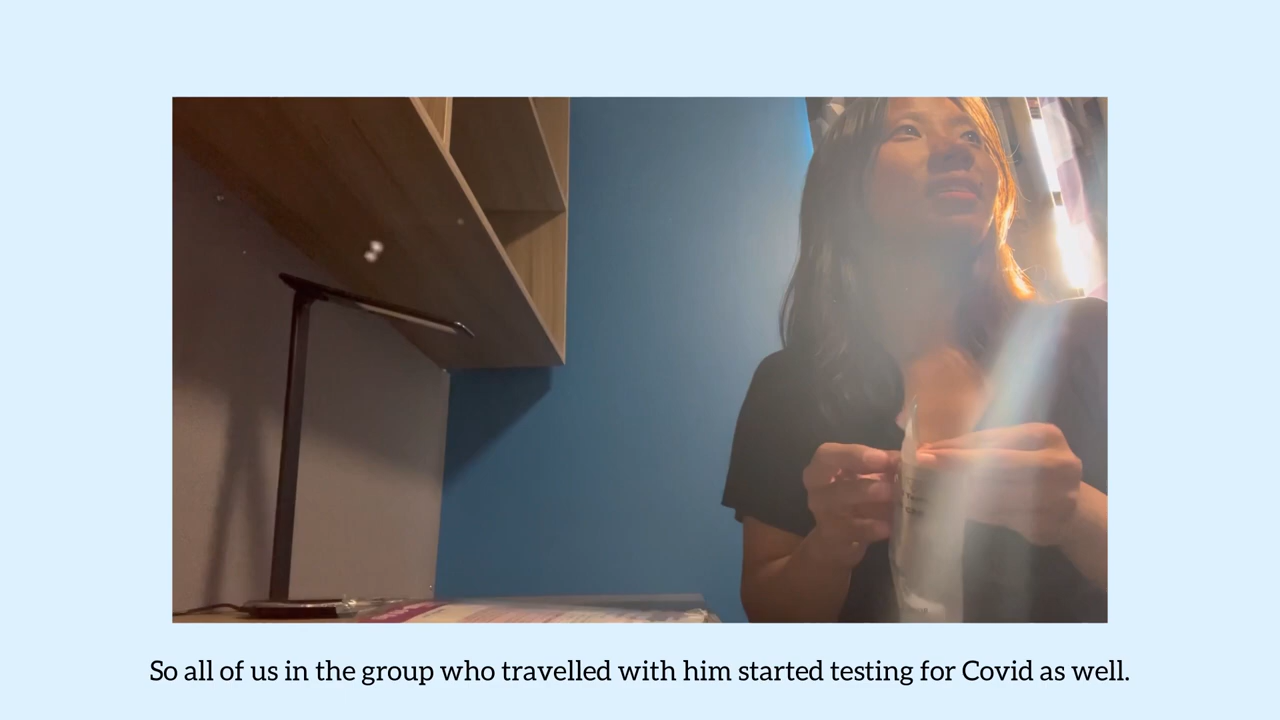 So all of us in the group who travelled with him started testing for Covid as well.